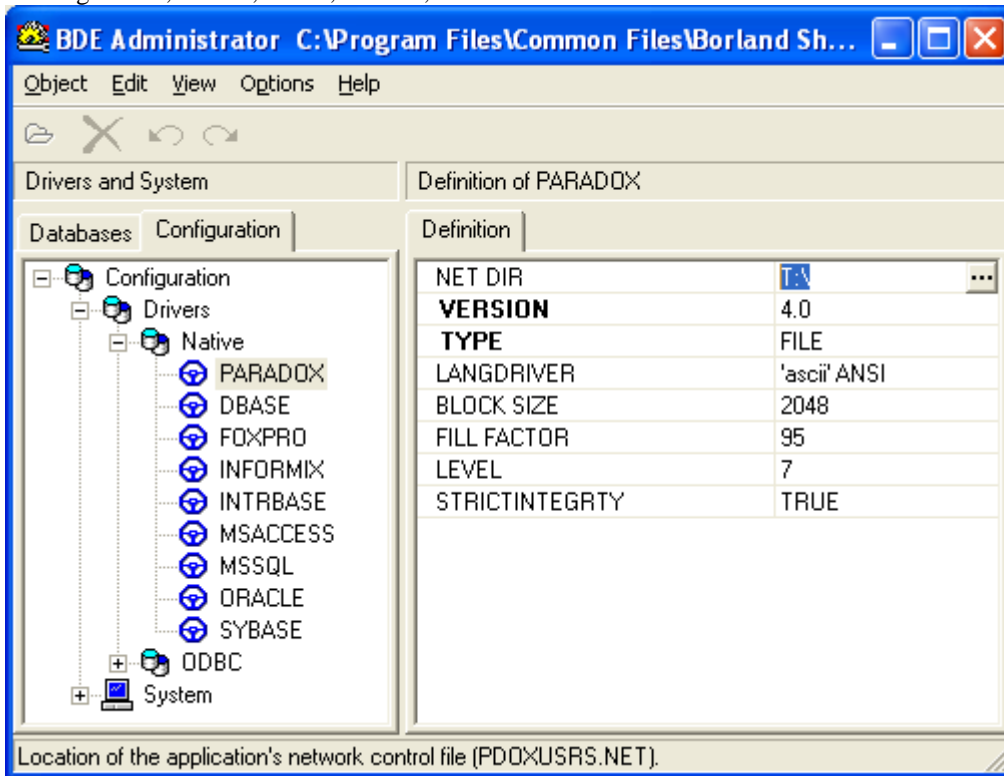 BDE Administrator C:\Program Files\Common Files\Borland Sh...
Object Edit View Options Help
Drivers and System
Definition of PARADOX
Databases Configuration
Definition
Configuration
Drivers
Native
PARADOX
DBASE
FOXPRO
INFORMIX
INTRBASE
MSACCESS
MSSQL
ORACLE
SYBASE
ODBC
System
NET DIR T:\ ...
VERSION 4.0
TYPE FILE
LANGDRIVER 'ascii' ANSI
BLOCK SIZE 2048
FILL FACTOR 95
LEVEL 7
STRICTINTEGRTY TRUE
Location of the application's network control file (PDOXUSRS.NET).